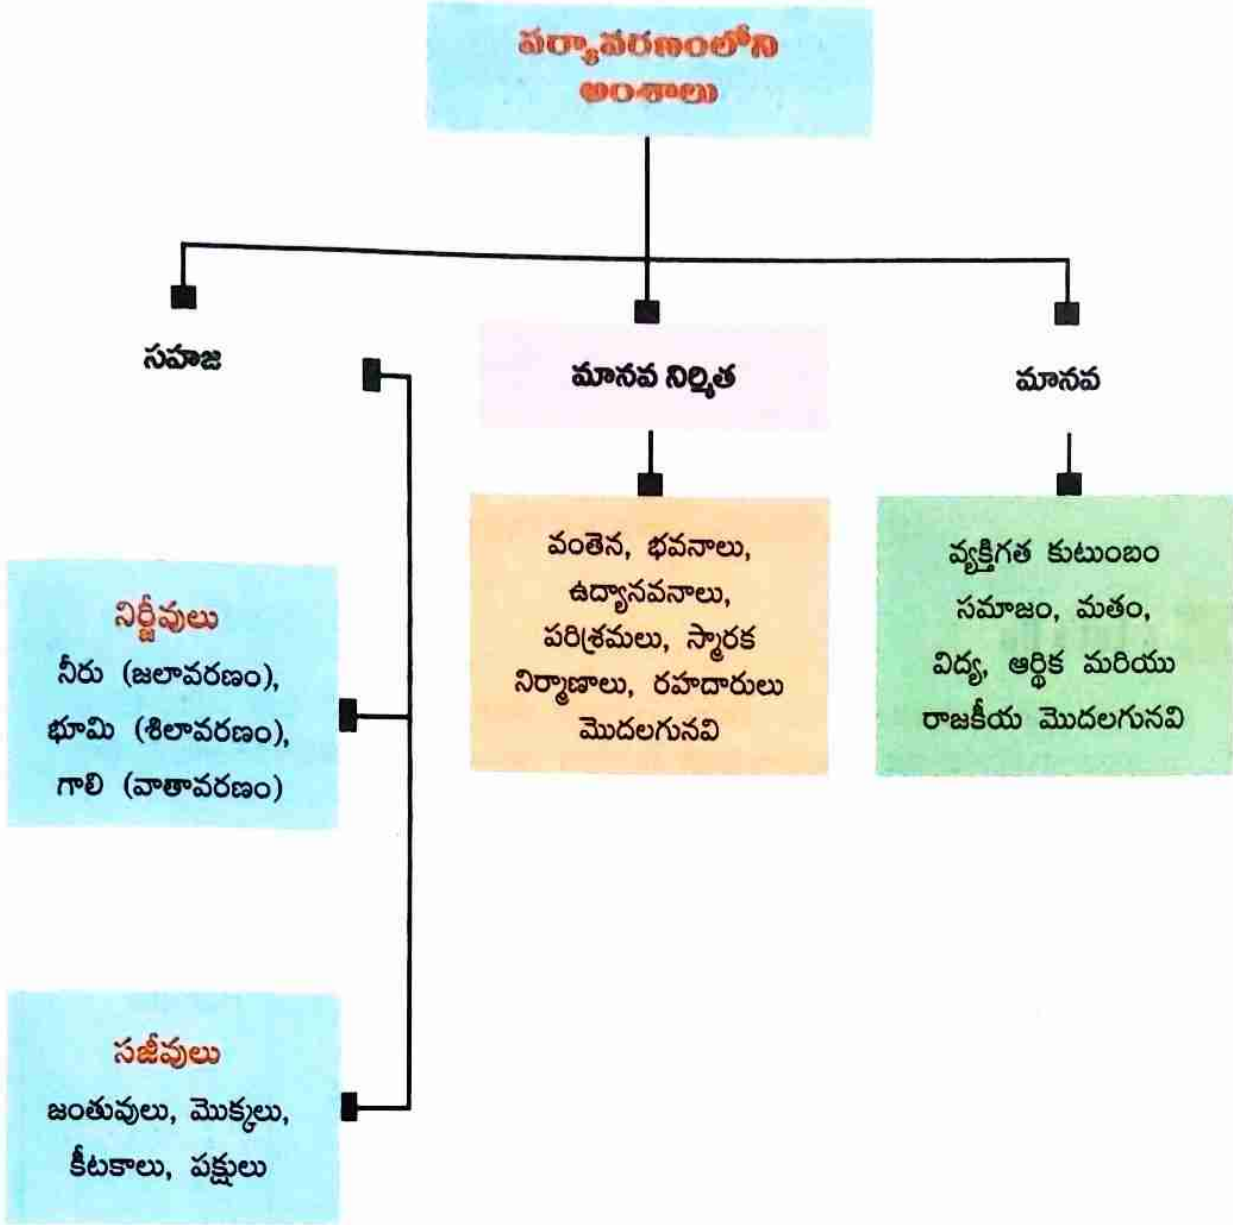 పర్యావరణంలోని
అంశాలు
సహజ
మానవ నిర్మిత
మానవ
నిర్జీవులు
నీరు (జలావరణం),
భూమి (శిలావరణం),
గాలి (వాతావరణం)
సజీవులు
జంతువులు, మొక్కలు,
కీటకాలు, పక్షులు
వంతెన, భవనాలు,
ఉద్యానవనాలు,
పరిశ్రమలు, స్మారక
నిర్మాణాలు, రహదారులు
మొదలగునవి
వ్యక్తిగత కుటుంబం
సమాజం, మతం,
విద్య, ఆర్థిక మరియు
రాజకీయ మొదలగునవి